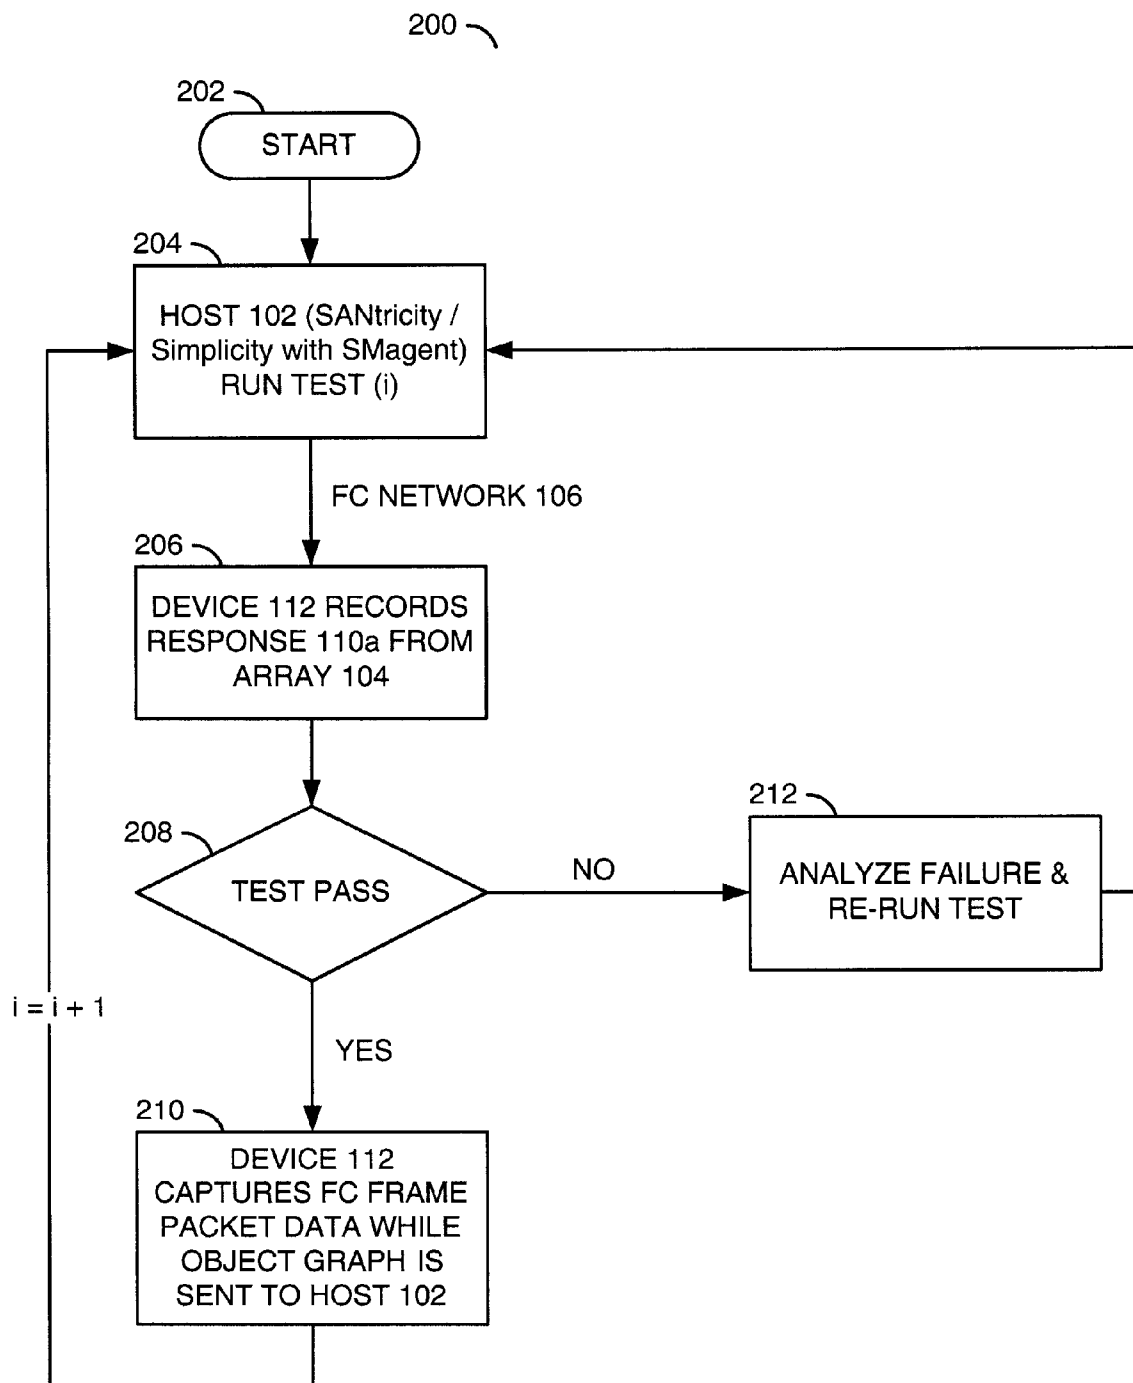 200
202
START
204
HOST 102 (SANtricity /
Simplicity with SMagent)
RUN TEST (i)
FC NETWORK 106
206
DEVICE 112 RECORDS
RESPONSE 110a FROM
ARRAY 104
208
TEST PASS
NO
212
ANALYZE FAILURE &
RE-RUN TEST
i = i + 1
YES
210
DEVICE 112
CAPTURES FC FRAME
PACKET DATA WHILE
OBJECT GRAPH IS
SENT TO HOST 102